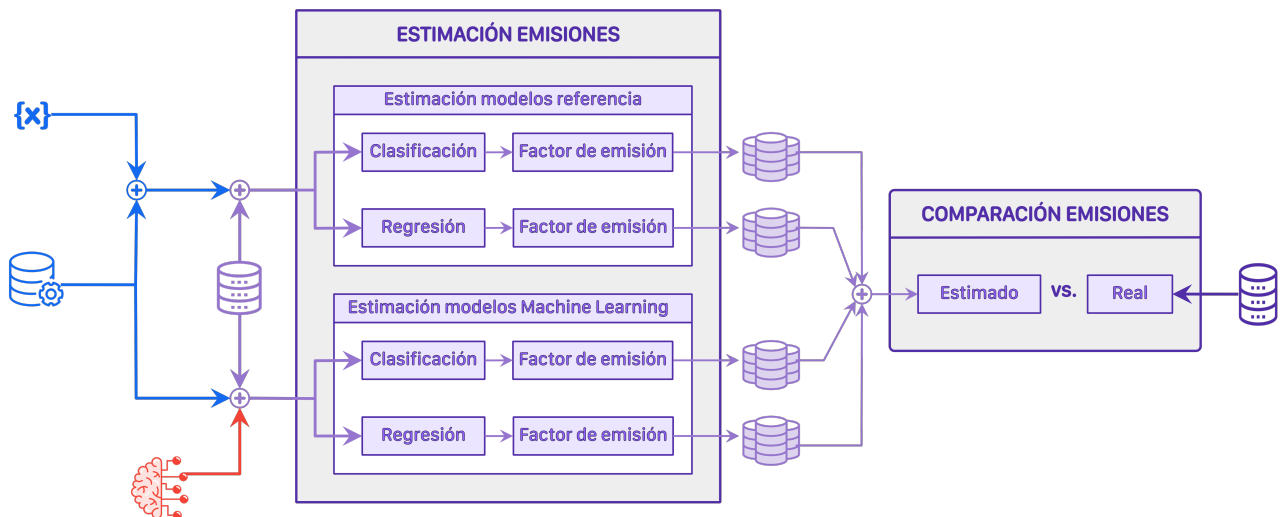 ESTIMACIÓN EMISIONES
{x}
Estimación modelos referencia
Clasificación
Factor de emisión
Regresión
Factor de emisión
COMPARACIÓN EMISIONES
Estimado
vs.
Real
Estimación modelos Machine Learning
Clasificación
Factor de emisión
Regresión
Factor de emisión